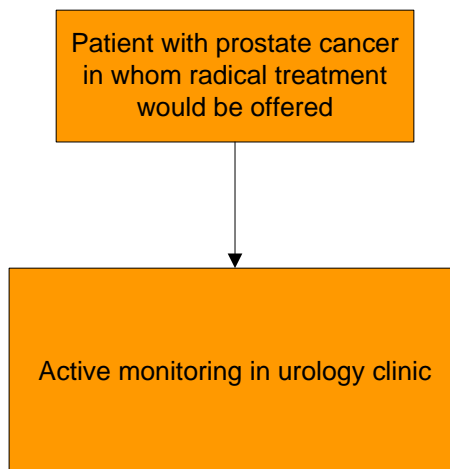 Patient with prostate cancer
in whom radical treatment
would be offered
Active monitoring in urology clinic